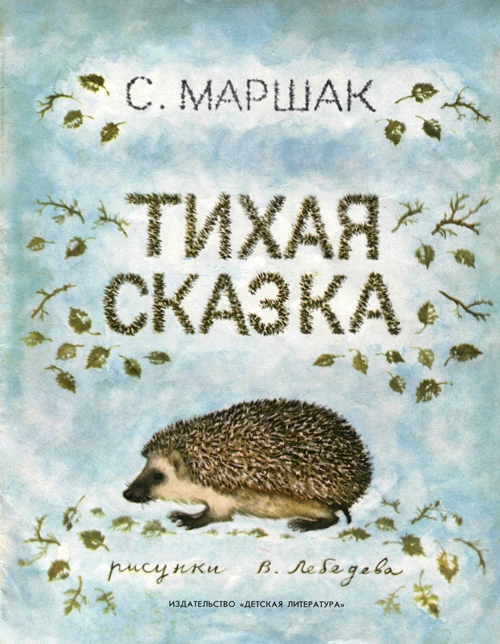 С. МАРШАК
ТИХАЯ
СКАЗКА
рисунки В. Лебедева
ИЗДАТЕЛЬСТВО «ДЕТСКАЯ ЛИТЕРАТУРА»